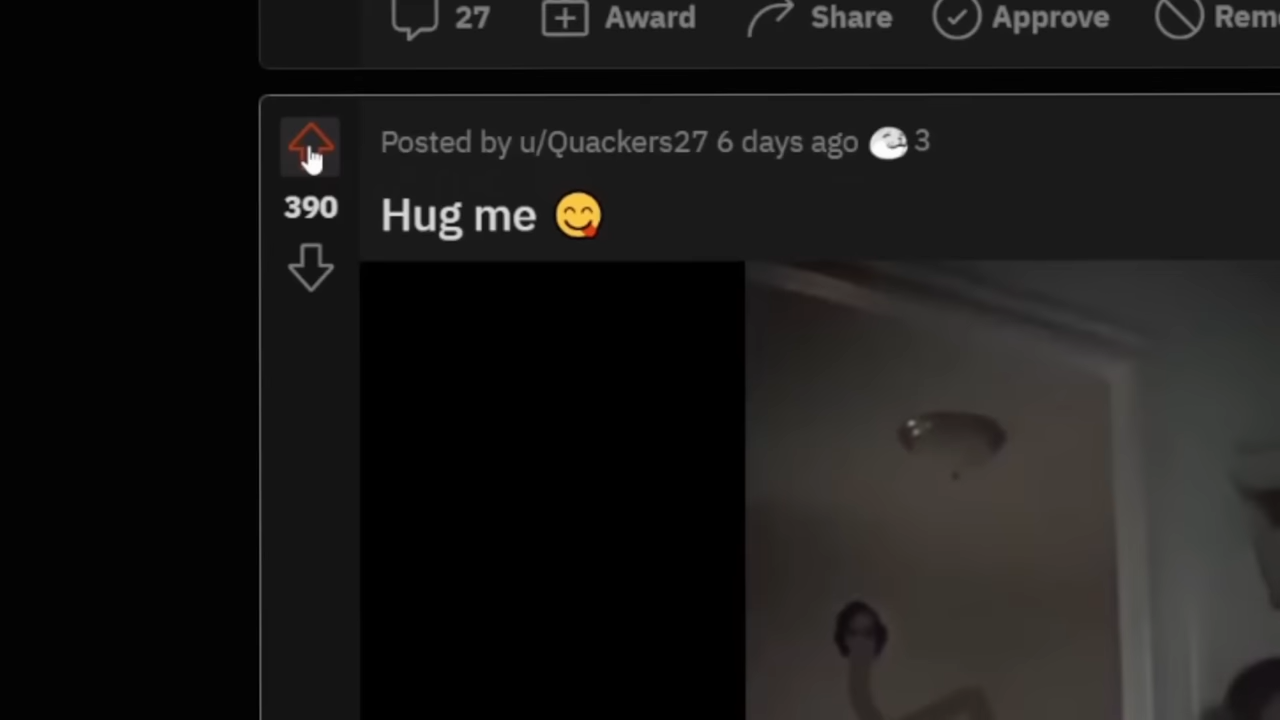 27 Award Share Approve Rem
Posted by u/Quackers27 6 days ago 3
390
Hug me 😋